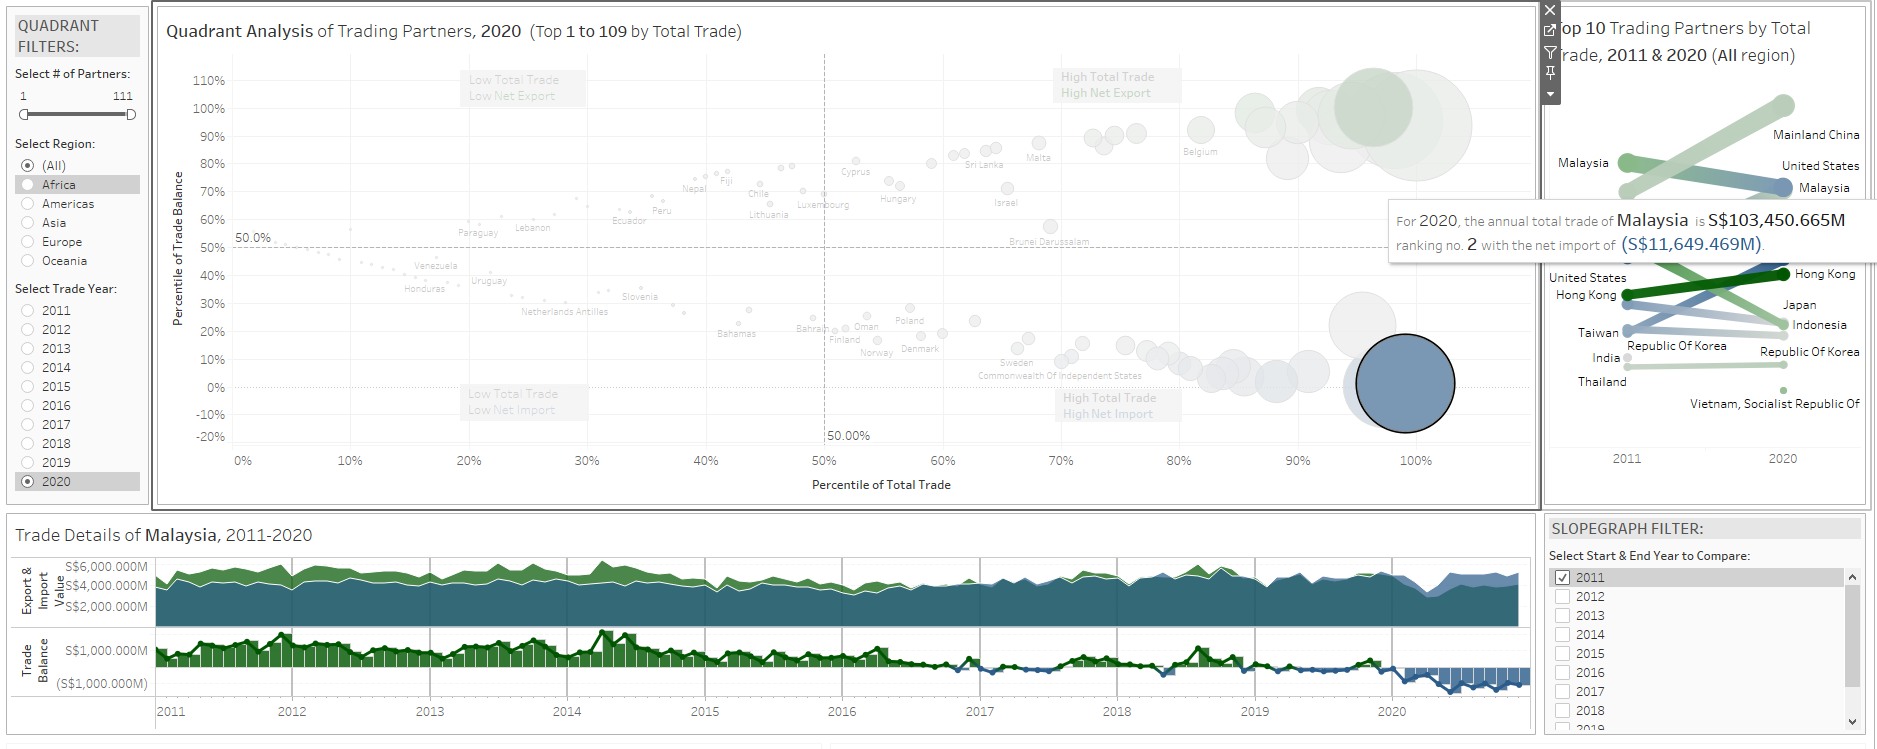 QUADRANT
FILTERS:
Select # of Partners:
1 111
Select Region:
(All)
Africa
Americas
Asia
Europe
Oceania
Select Trade Year:
2011
2012
2013
2014
2015
2016
2017
2018
2019
2020
Quadrant Analysis of Trading Partners, 2020 (Top 1 to 109 by Total Trade)
Percentile of Trade Balance
110%
100%
90%
80%
70%
60%
50%
40%
30%
20%
10%
0%
-10%
-20%
Low Total Trade
Low Net Export
High Total Trade
High Net Export
Belgium
Malta
Sri Lanka
Cyprus
Fiji
Nepal
Chile
Luxembourg
Hungary
Israel
Peru
Lithuania
Ecuador
Lebanon
Paraguay
Brunei Darussalam
50.0%
Venezuela
Uruguay
Honduras
Slovenia
Netherlands Antilles
Bahamas
Bahrain
Oman
Poland
Finland
Norway
Denmark
Sweden
Commonwealth Of Independent States
Low Total Trade
Low Net Import
High Total Trade
High Net Import
50.00%
0% 10% 20% 30% 40% 50% 60% 70% 80% 90% 100%
Percentile of Total Trade
For 2020, the annual total trade of Malaysia is S$103,450.665M
ranking no. 2 with the net import of (S$11,649.469M).
op 10 Trading Partners by Total
rade, 2011 & 2020 (All region)
Mainland China
Malaysia
United States
Malaysia
United States
Hong Kong
Hong Kong
Japan
Indonesia
Taiwan
Republic Of Korea
Republic Of Korea
India
Thailand
Vietnam, Socialist Republic Of
2011 2020
Trade Details of Malaysia, 2011-2020
Export &
Import
Value
S$6,000.000M
S$4,000.000M
S$2,000.000M
Trade
Balance
S$1,000.000M
(S$1,000.000M)
2011 2012 2013 2014 2015 2016 2017 2018 2019 2020
SLOPEGRAPH FILTER:
Select Start & End Year to Compare:
2011
2012
2013
2014
2015
2016
2017
2018
2019